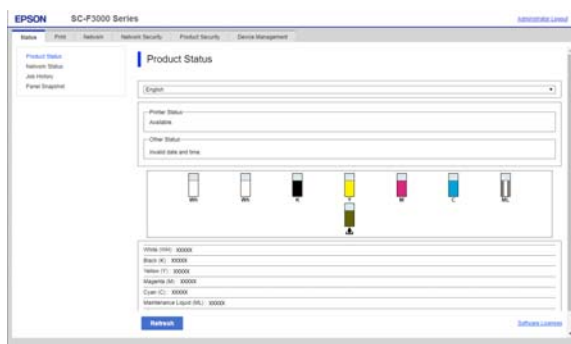 EPSON SC-F3000 Series
Administrator Logout
Status Print Network Network Security Product Security Device Management
Product Status
Network Status
Job History
Panel Snapshot
Product Status
English
Printer Status
Available.
Other Status
Invalid date and time.
WH WH K Y M C ML
White (WH) : XXXXX
Black (K) : XXXXX
Yellow (Y) : XXXXX
Magenta (M) : XXXXX
Cyan (C) : XXXXX
Maintenance Liquid (ML) : XXXXX
Refresh
Software Licenses